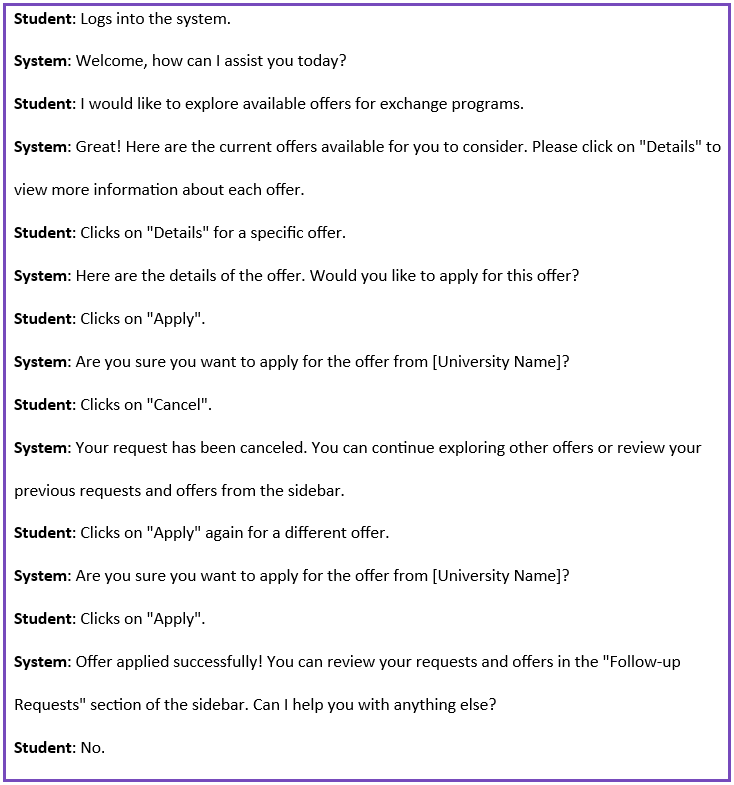 Student: Logs into the system.
System: Welcome, how can I assist you today?
Student: I would like to explore available offers for exchange programs.
System: Great! Here are the current offers available for you to consider. Please click on "Details" to
view more information about each offer.
Student: Clicks on "Details" for a specific offer.
System: Here are the details of the offer. Would you like to apply for this offer?
Student: Clicks on "Apply".
System: Are you sure you want to apply for the offer from [University Name]?
Student: Clicks on "Cancel".
System: Your request has been canceled. You can continue exploring other offers or review your
previous requests and offers from the sidebar.
Student: Clicks on "Apply" again for a different offer.
System: Are you sure you want to apply for the offer from [University Name]?
Student: Clicks on "Apply".
System: Offer applied successfully! You can review your requests and offers in the "Follow-up
Requests" section of the sidebar. Can I help you with anything else?
Student: No.